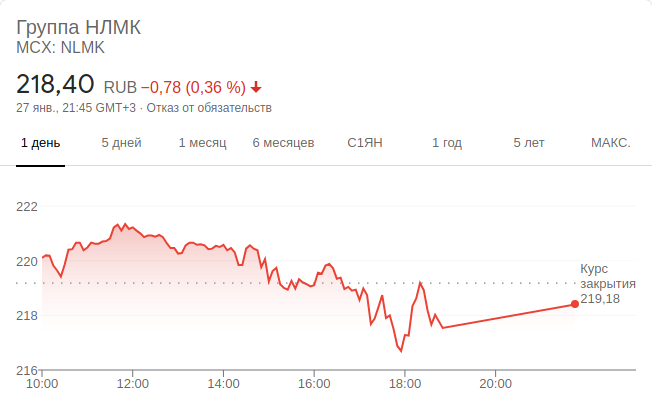 Группа НЛМК
MCX: NLMK
218,40 RUB −0,78 (0,36 %)
27 янв., 21:45 GMT+3 · Отказ от обязательств
1 день 5 дней 1 месяц 6 месяцев С1ЯН 1 год 5 лет МАКС.
222
220
218
216
Курс
закрытия
219,18
10:00 12:00 14:00 16:00 18:00 20:00